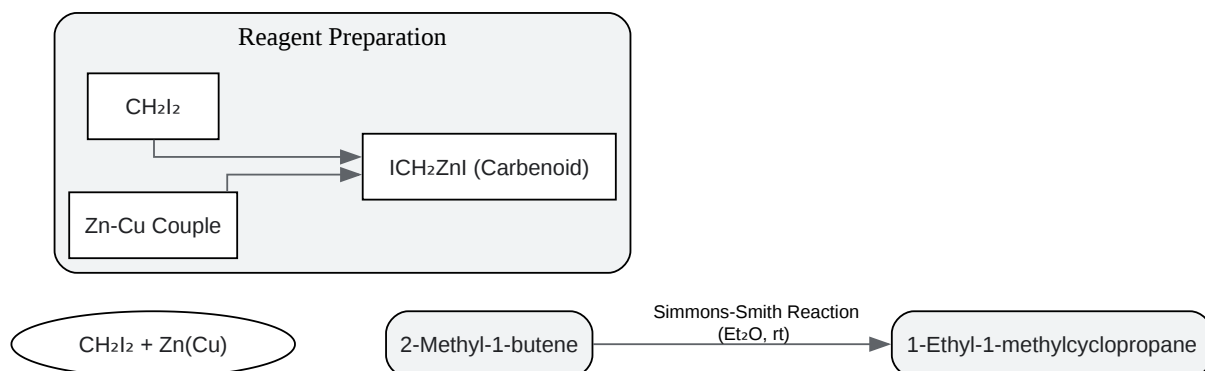 Reagent Preparation
CH₂I₂
ICH₂ZnI (Carbenoid)
Zn-Cu Couple
CH₂I₂ + Zn(Cu)
2-Methyl-1-butene
Simmons-Smith Reaction
(Et₂O, rt)
1-Ethyl-1-methylcyclopropane